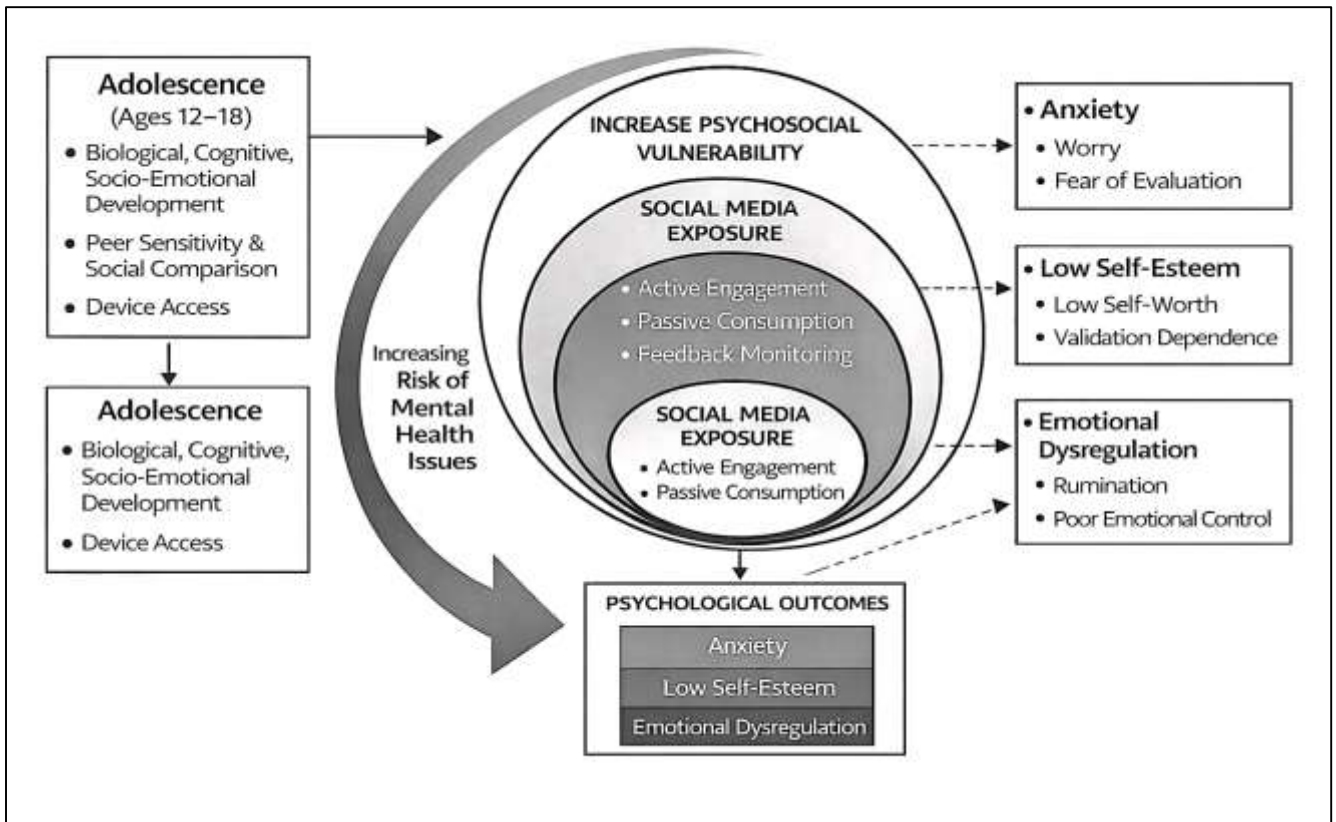 Adolescence
(Ages 12–18)
• Biological, Cognitive,
Socio-Emotional
Development
• Peer Sensitivity &
Social Comparison
• Device Access
Adolescence
• Biological, Cognitive,
Socio-Emotional
Development
• Device Access
Increasing
Risk of
Mental
Health
Issues
INCREASE PSYCHOSOCIAL
VULNERABILITY
SOCIAL MEDIA
EXPOSURE
• Active Engagement
• Passive Consumption
• Feedback Monitoring
SOCIAL MEDIA
EXPOSURE
• Active Engagement
• Passive Consumption
PSYCHOLOGICAL OUTCOMES
Anxiety
Low Self-Esteem
Emotional Dysregulation
• Anxiety
• Worry
• Fear of Evaluation
• Low Self-Esteem
• Low Self-Worth
• Validation Dependence
• Emotional
Dysregulation
• Rumination
• Poor Emotional Control